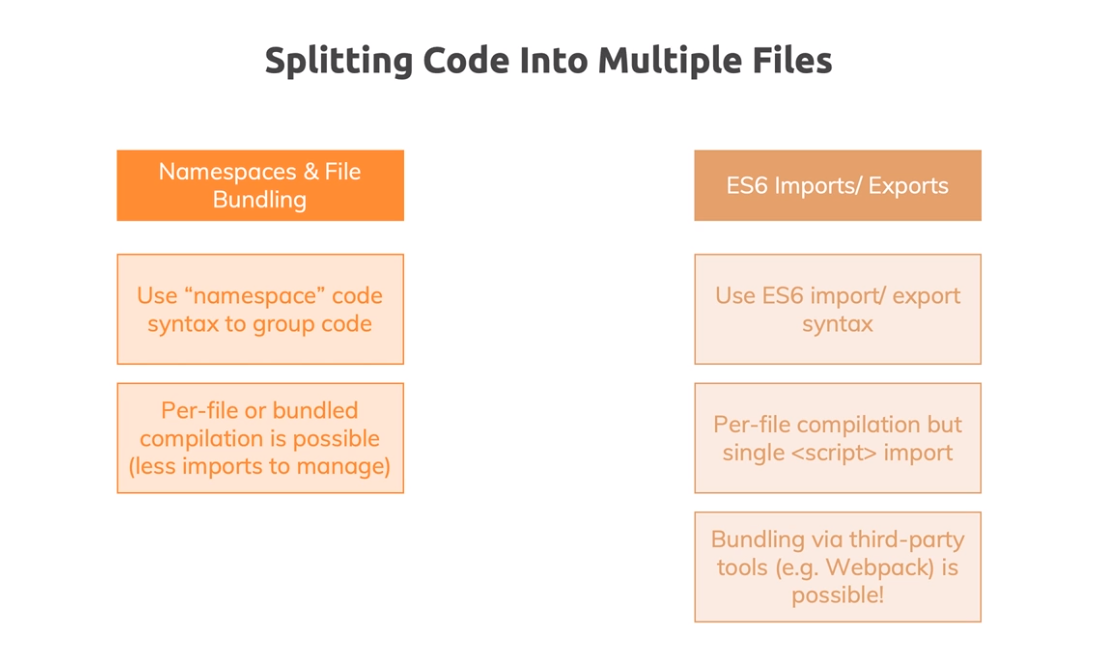 Splitting Code Into Multiple Files
Namespaces & File
Bundling
Use “namespace” code
syntax to group code
Per-file or bundled
compilation is possible
(less imports to manage)
ES6 Imports/ Exports
Use ES6 import/ export
syntax
Per-file compilation but
single <script> import
Bundling via third-party
tools (e.g. Webpack) is
possible!